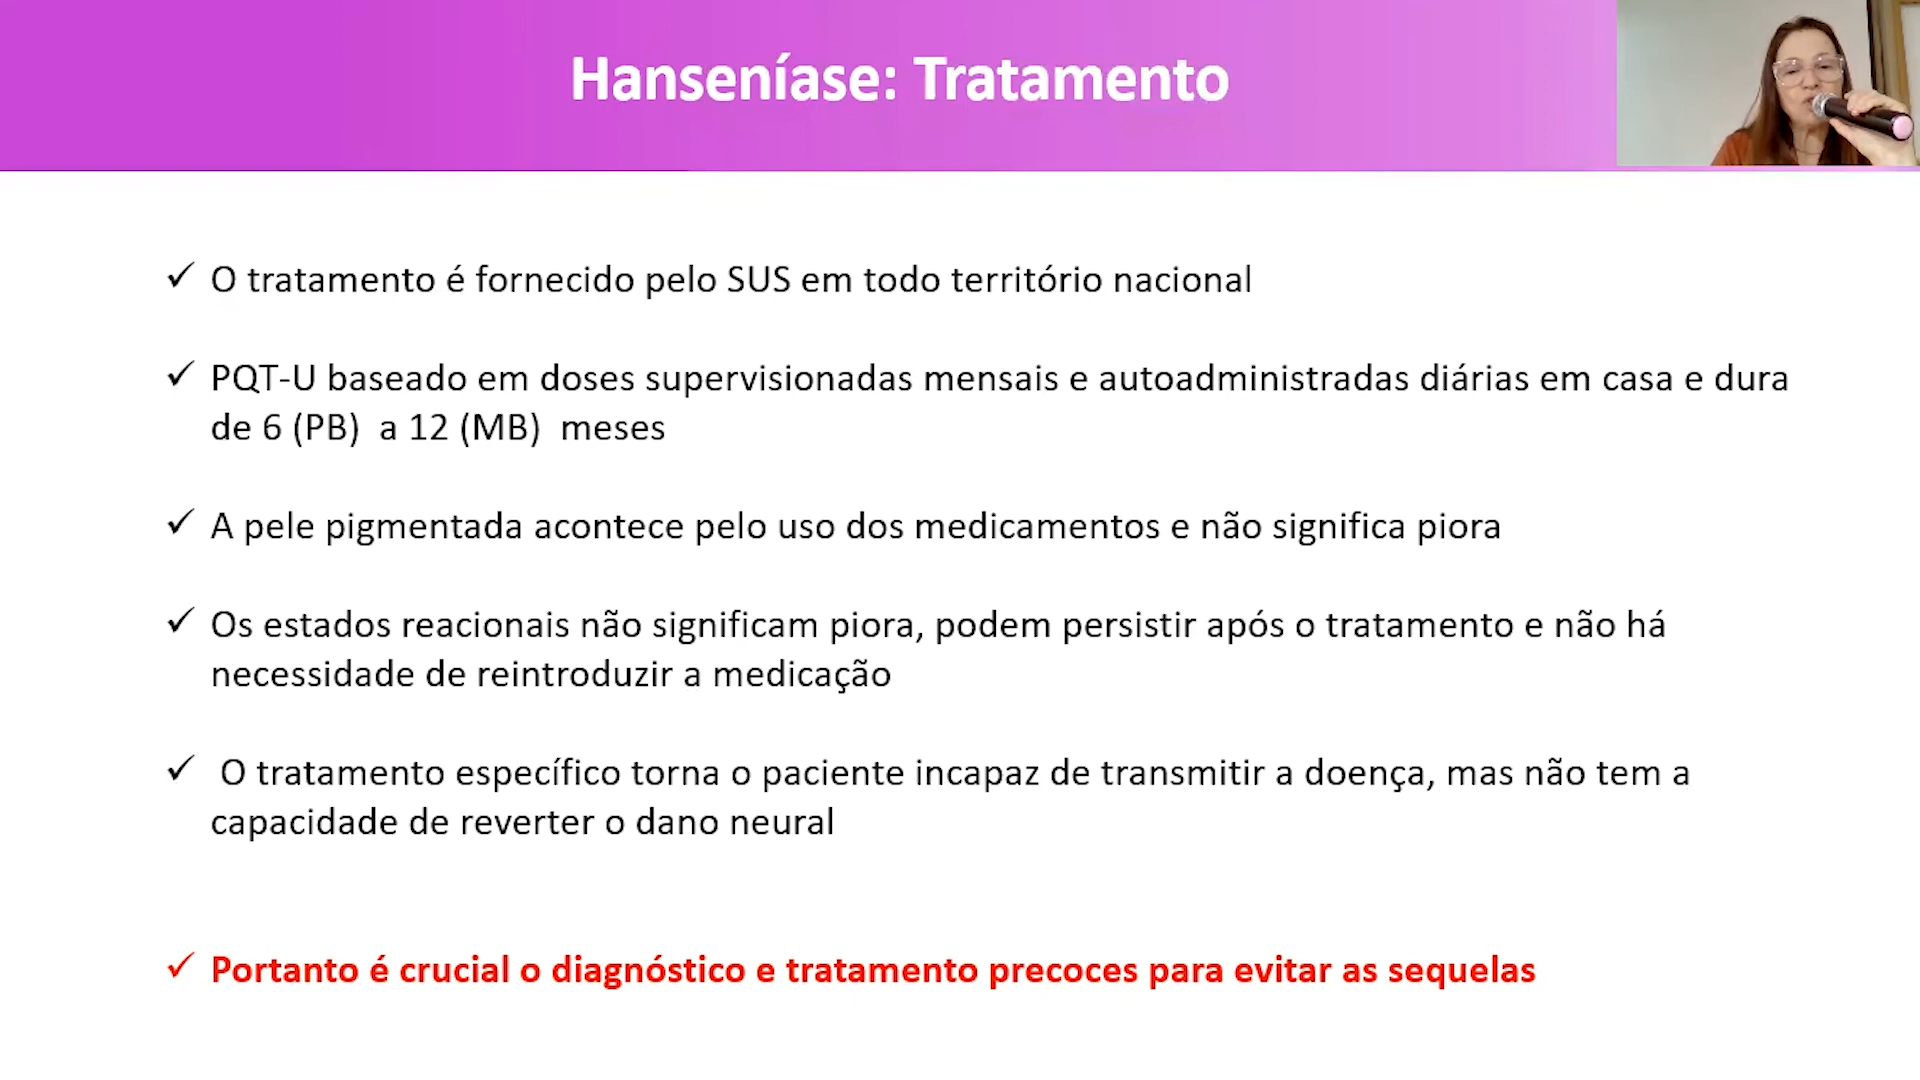 Hanseníase: Tratamento
✓ O tratamento é fornecido pelo SUS em todo território nacional
✓ PQT-U baseado em doses supervisionadas mensais e autoadministradas diárias em casa e dura
de 6 (PB) a 12 (MB) meses
✓ A pele pigmentada acontece pelo uso dos medicamentos e não significa piora
✓ Os estados reacionais não significam piora, podem persistir após o tratamento e não há
necessidade de reintroduzir a medicação
✓ O tratamento específico torna o paciente incapaz de transmitir a doença, mas não tem a
capacidade de reverter o dano neural
✓ Portanto é crucial o diagnóstico e tratamento precoces para evitar as sequelas